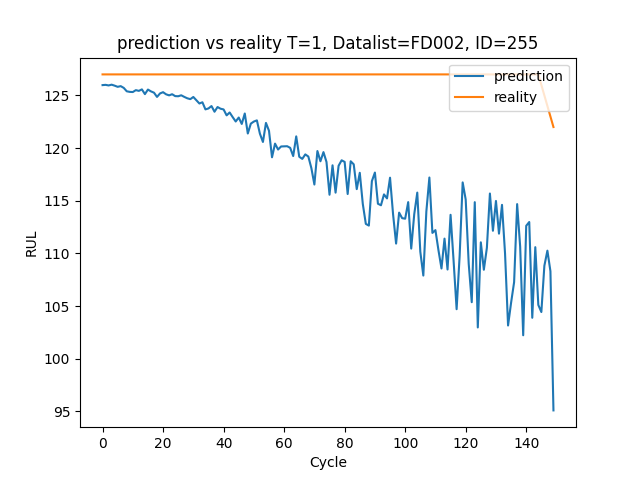 prediction vs reality T=1, Datalist=FD002, ID=255
prediction
reality
RUL
125
120
115
110
105
100
95
0 20 40 60 80 100 120 140
Cycle